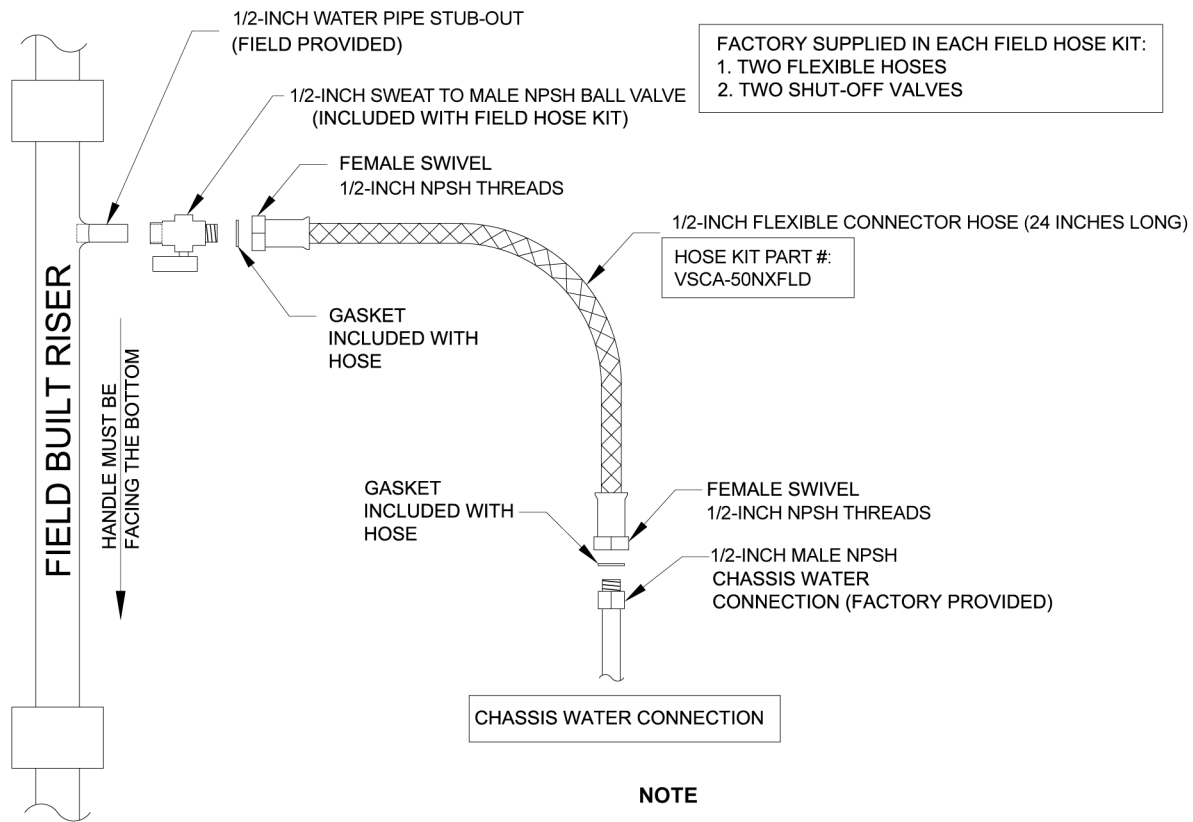 1/2-INCH WATER PIPE STUB-OUT
(FIELD PROVIDED)
FACTORY SUPPLIED IN EACH FIELD HOSE KIT:
1. TWO FLEXIBLE HOSES
2. TWO SHUT-OFF VALVES
1/2-INCH SWEAT TO MALE NPSH BALL VALVE
(INCLUDED WITH FIELD HOSE KIT)
FEMALE SWIVEL
1/2-INCH NPSH THREADS
1/2-INCH FLEXIBLE CONNECTOR HOSE (24 INCHES LONG)
HOSE KIT PART #:
VSCA-50NXFLD
GASKET
INCLUDED WITH
HOSE
FIELD BUILT RISER
HANDLE MUST BE
FACING THE BOTTOM
GASKET
INCLUDED WITH
HOSE
FEMALE SWIVEL
1/2-INCH NPSH THREADS
1/2-INCH MALE NPSH
CHASSIS WATER
CONNECTION (FACTORY PROVIDED)
CHASSIS WATER CONNECTION
NOTE